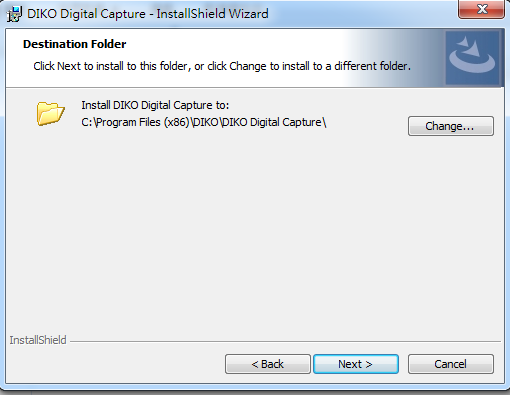 DIKO Digital Capture - InstallShield Wizard
Destination Folder
Click Next to install to this folder, or click Change to install to a different folder.
Install DIKO Digital Capture to:
C:\Program Files (x86)\DIKO\DIKO Digital Capture\
Change...
InstallShield
< Back
Next >
Cancel